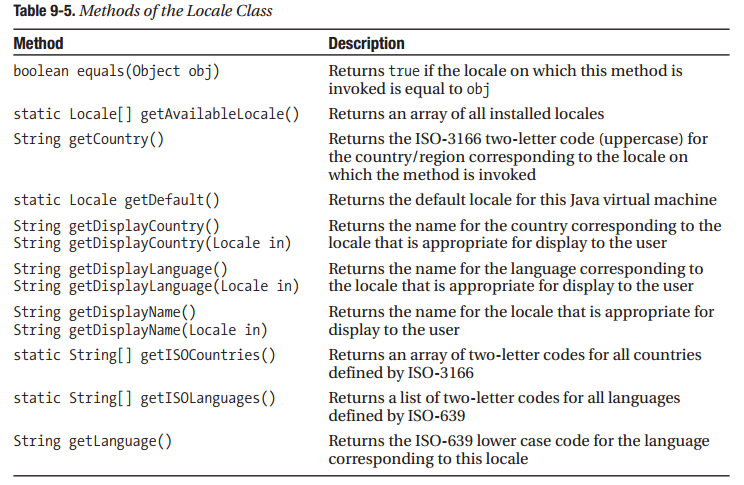 Table 9-5. Methods of the Locale Class
Method Description
boolean equals(Object obj) Returns true if the locale on which this method is
invoked is equal to obj
static Locale[] getAvailableLocale() Returns an array of all installed locales
String getCountry() Returns the ISO-3166 two-letter code (uppercase) for
the country/region corresponding to the locale on
which the method is invoked
static Locale getDefault() Returns the default locale for this Java virtual machine
String getDisplayCountry() Returns the name for the country corresponding to the
String getDisplayCountry(Locale in) locale that is appropriate for display to the user
String getDisplayLanguage() Returns the name for the language corresponding to
String getDisplayLanguage(Locale in) the locale that is appropriate for display to the user
String getDisplayName() Returns the name for the locale that is appropriate for
String getDisplayName(Locale in) display to the user
static String[] getISOCountries() Returns an array of two-letter codes for all countries
defined by ISO-3166
static String[] getISOLanguages() Returns a list of two-letter codes for all languages
defined by ISO-639
String getLanguage() Returns the ISO-639 lower case code for the language
corresponding to this locale